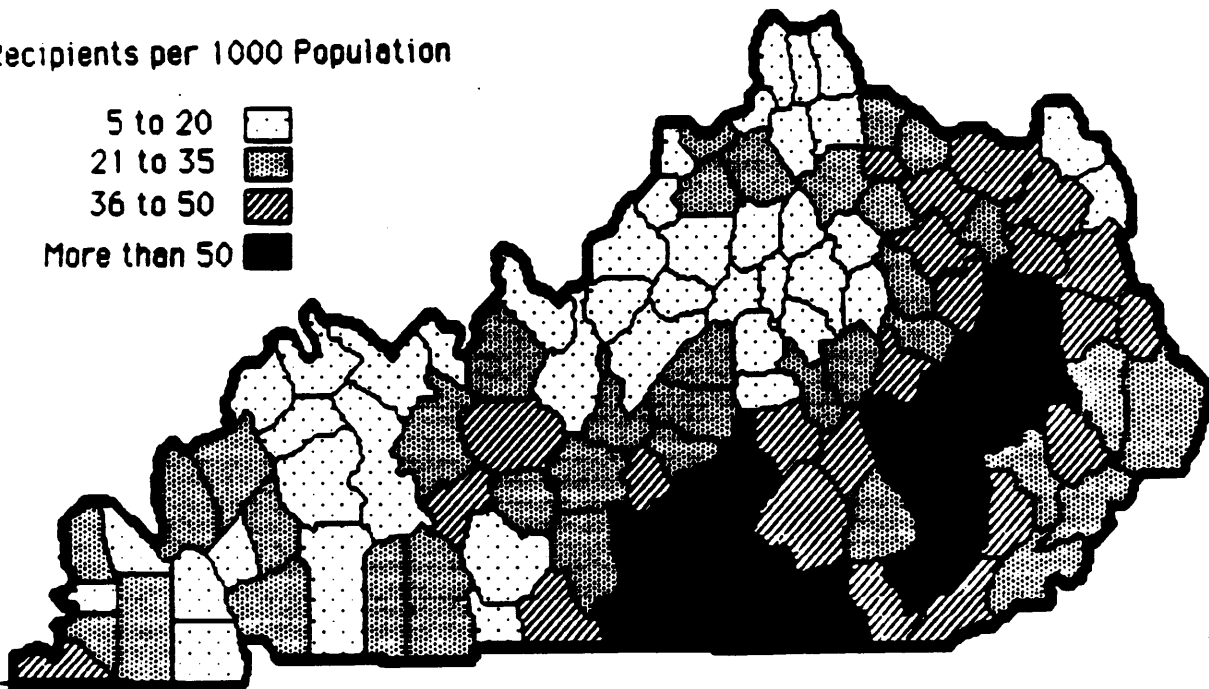 Recipients per 1000 Population
5 to 20
21 to 35
36 to 50
More than 50